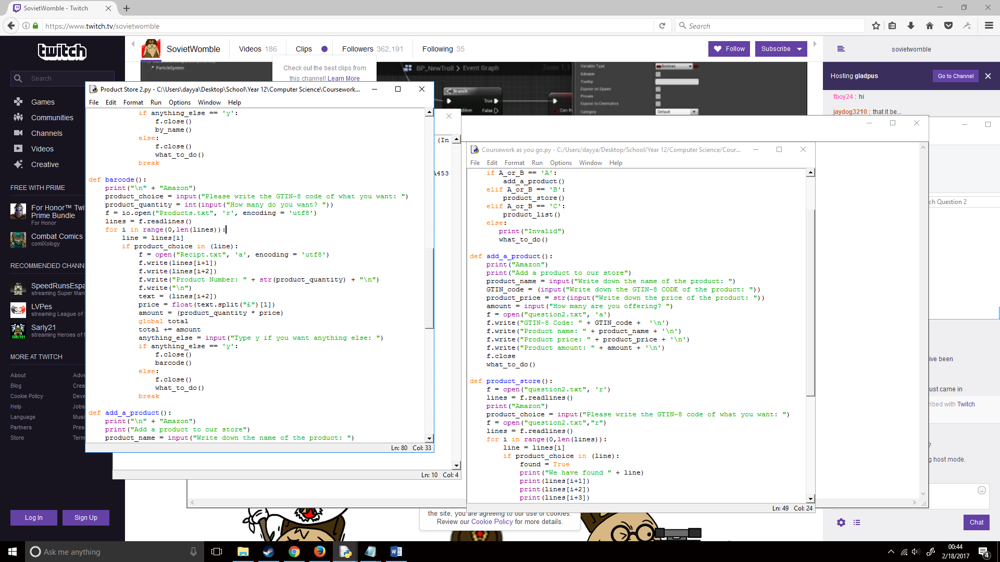 SovietWomble - Twitch
https://www.twitch.tv/sovietwomble
Search
twitch
Search
Games
Communities
Channels
Videos
Creative
FREE WITH PRIME
For Honor™ Twi
Prime Bundle
For Honor
Combat Comics
comiXology
RECOMMENDED CHANN
SpeedRunsEspa
streaming Super Mari
LVPes
streaming League of
Sarly21
streaming Heroes of t
MORE AT TWITCH
About
Adve
Blog
Crea
Cookie Policy
Deve
Help
Jobs
Language
Musi
Partners
Pres
Store
Term
Log In
Sign Up
SovietWomble
Videos 186
Clips
Followers 362,191
Following 35
Follow
Subscribe
Check out the best clips from
this channel! Learn More
ParticleSystem
BP_NewTroll > Event Graph
Zoom 1:1
Branch
True
False
Variable Type
Boolean
Editable
Tooltip
Expose on Spawn
Private
Expose to Cinematics
Category
Default
sovietwomble
Hosting gladpus
Go to Channel
fboy24 : hi
jaydog3210 : that it be...
Product Store 2.py - C:\Users\dayya\Desktop\School\Year 12\Computer Science\Coursework...
File Edit Format Run Options Window Help
if anything_else == 'y':
f.close()
by_name()
else:
f.close()
what_to_do()
break
def barcode():
print("\n" + "Amazon")
product_choice = input("Please write the GTIN-8 code of what you want: ")
product_quantity = int(input("How many do you want? "))
f = io.open("Products.txt", 'r', encoding = 'utf8')
lines = f.readlines()
for i in range(0,len(lines)):
line = lines[i]
if product_choice in (line):
f = open("Recipt.txt", 'a', encoding = 'utf8')
f.write(lines[i+1])
f.write(lines[i+2])
f.write("Product Number: " + str(product_quantity) + "\n")
f.write("\n")
text = (lines[i+2])
price = float(text.split("£")[1])
amount = (product_quantity * price)
global total
total += amount
anything_else = input("Type y if you want anything else: ")
if anything_else == 'y':
f.close()
barcode()
else:
f.close()
what_to_do()
break
def add_a_product():
print("\n" + "Amazon")
print("Add a product to our store")
product_name = input("Write down the name of the product: ")
Ln: 80 Col: 33
(In
A453
Ln: 10 Col: 4
Coursework as you go.py - C:/Users/dayya/Desktop/School/Year 12/Computer Science/Cour...
File Edit Format Run Options Window Help
if A_or_B == 'A':
add_a_product()
elif A_or_B == 'B':
product_store()
elif A_or_B == 'C':
product_list()
else:
print("Invalid")
what_to_do()
def add_a_product():
print("Amazon")
print("Add a product to our store")
product_name = input("Write down the name of the product: ")
GTIN_code = (input("Write down the GTIN-8 CODE of the product: "))
product_price = str(input("Write down the price of the product: "))
amount = input("How many are you offering? ")
f = open("question2.txt", 'a')
f.write("GTIN-8 Code: " + GTIN_code +  '\n')
f.write("Product name: " + product_name + '\n')
f.write("Product price: " + product_price + '\n')
f.write("Product amount: " + amount + '\n')
f.close
what_to_do()
def product_store():
f = open("question2.txt", 'r')
lines = f.readlines()
print("Amazon")
product_choice = input("Please write the GTIN-8 code of what you want: ")
f = open("question2.txt","r")
lines = f.readlines()
for i in range(0,len(lines)):
line = lines[i]
if product_choice in (line):
found = True
print("We have found " + line)
print(lines[i+1])
print(lines[i+2])
print(lines[i+3])
Ln: 49 Col: 24
ch Question 2
ive been
ust came in
ribed with Twitch
?
g host mode.
the site, you are agreeing to our use of cookies.
Review our Cookie Policy for more details.
Chat
Ask me anything
00:44
2/18/2017
4